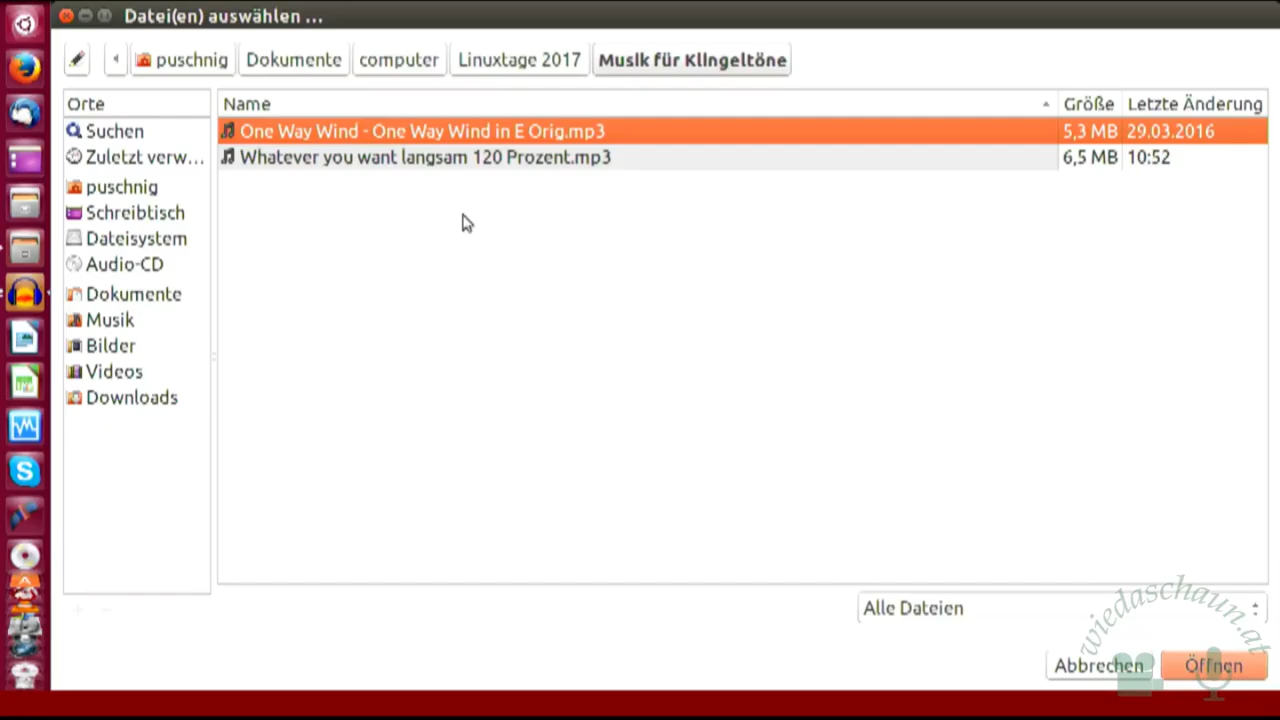 Datei(en) auswählen ...
puschnig Dokumente computer Linuxtage 2017 Musik für Klingeltöne
Orte
Suchen
Zuletzt verw...
puschnig
Schreibtisch
Dateisystem
Audio-CD
Dokumente
Musik
Bilder
Videos
Downloads
Name Größe Letzte Änderung
One Way Wind - One Way Wind in E Orig.mp3 5,3 MB 29.03.2016
Whatever you want langsam 120 Prozent.mp3 6,5 MB 10:52
Alle Dateien
Abbrechen Öffnen
wiedaschaun.at